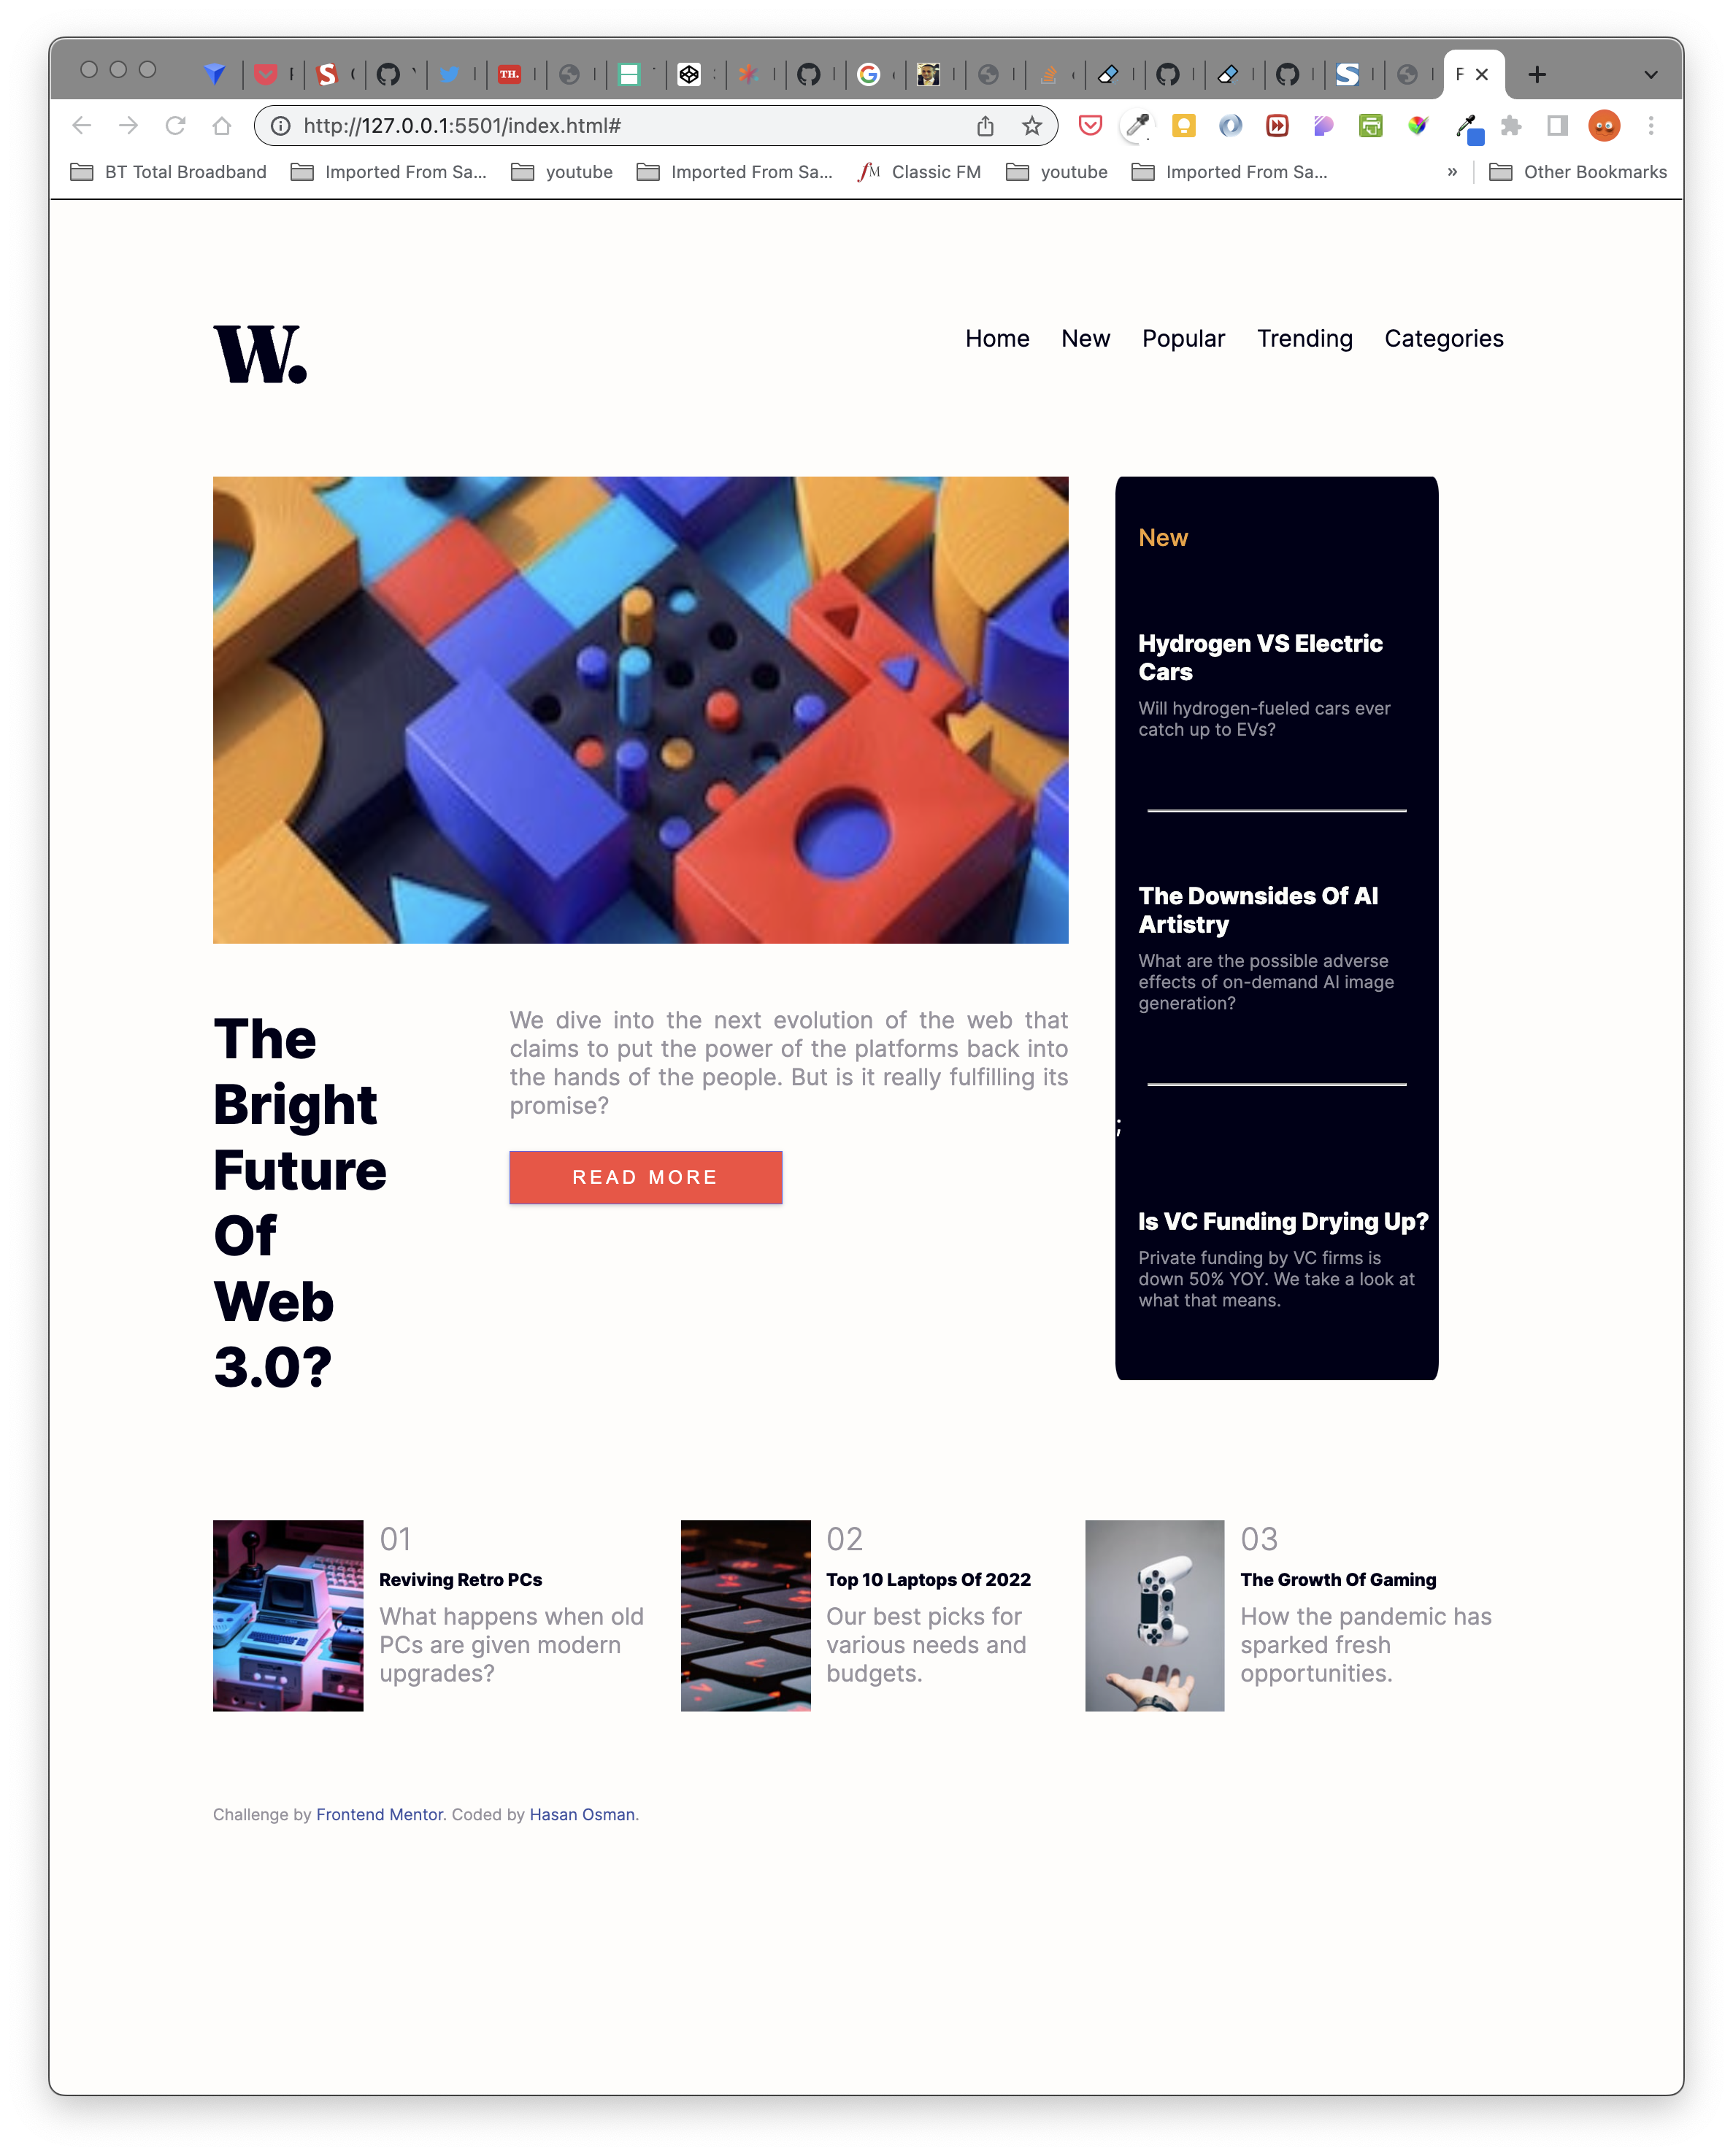 TH.
F
http://127.0.0.1:5501/index.html#
BT Total Broadband
Imported From Sa...
youtube
Imported From Sa...
Classic FM
youtube
Imported From Sa...
»
Other Bookmarks
W.
Home New Popular Trending Categories
New
Hydrogen VS Electric
Cars
Will hydrogen-fueled cars ever
catch up to EVs?
The Downsides Of AI
Artistry
What are the possible adverse
effects of on-demand AI image
generation?
;
Is VC Funding Drying Up?
Private funding by VC firms is
down 50% YOY. We take a look at
what that means.
The
Bright
Future
Of
Web
3.0?
We dive into the next evolution of the web that
claims to put the power of the platforms back into
the hands of the people. But is it really fulfilling its
promise?
READ MORE
01
Reviving Retro PCs
What happens when old
PCs are given modern
upgrades?
02
Top 10 Laptops Of 2022
Our best picks for
various needs and
budgets.
03
The Growth Of Gaming
How the pandemic has
sparked fresh
opportunities.
Challenge by Frontend Mentor. Coded by Hasan Osman.